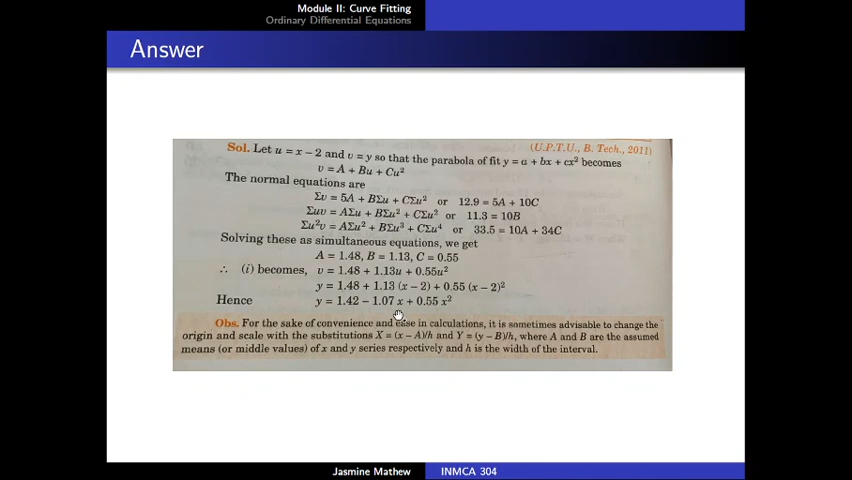 Module II: Curve Fitting
Ordinary Differential Equations
Answer
(U.P.T.U., B. Tech., 2011)
Sol. Let u = x – 2 and v = y so that the parabola of fit y = a + bx + cx² becomes
v = A + Bu + Cu²
The normal equations are
Σv = 5A + BΣu + CΣu² or 12.9 = 5A + 10C
Σuv = AΣu + BΣu² + CΣu² or 11.3 = 10B
Σu²v = AΣu² + BΣu³ + CΣu⁴ or 33.5 = 10A + 34C
Solving these as simultaneous equations, we get
A = 1.48, B = 1.13, C = 0.55
∴ (i) becomes, v = 1.48 + 1.13u + 0.55u²
y = 1.48 + 1.13 (x – 2) + 0.55 (x – 2)²
Hence y = 1.42 – 1.07 x + 0.55 x²
Obs. For the sake of convenience and ease in calculations, it is sometimes advisable to change the
origin and scale with the substitutions X = (x – A)/h and Y = (y – B)/h, where A and B are the assumed
means (or middle values) of x and y series respectively and h is the width of the interval.
Jasmine Mathew INMCA 304